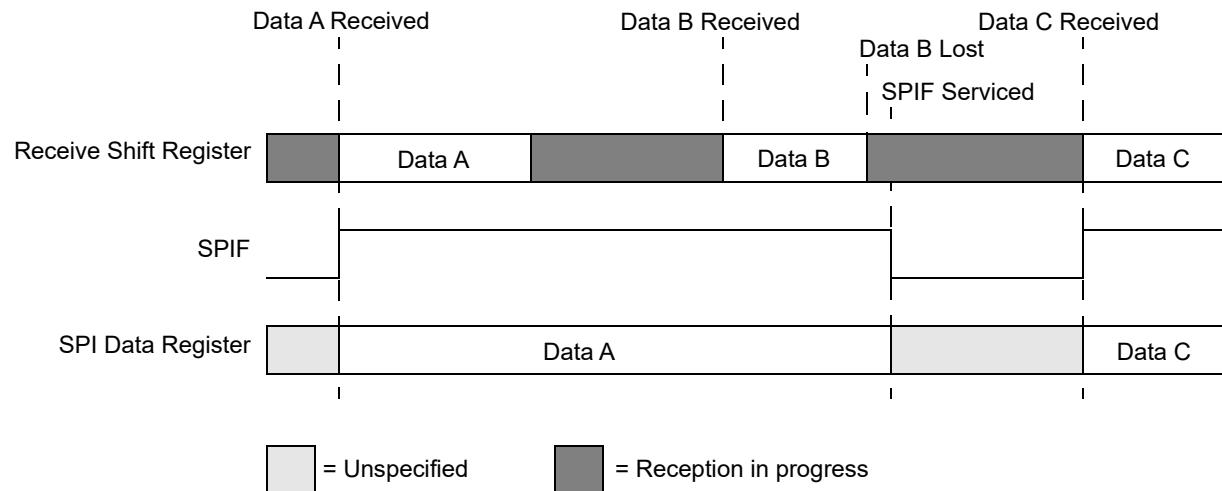 Data A Received
Data B Received
Data C Received
Data B Lost
SPIF Serviced
Receive Shift Register
Data A
Data B
Data C
SPIF
SPI Data Register
Data A
Data C
= Unspecified
= Reception in progress